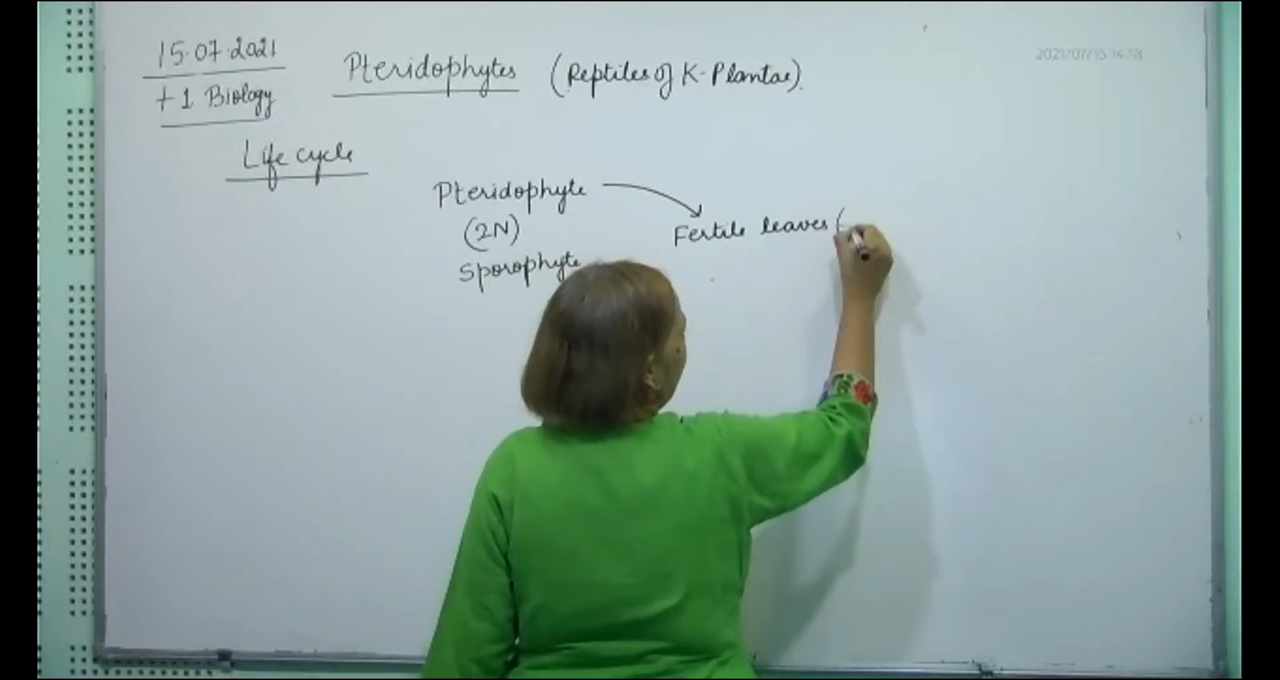 15.07.2021
+1 Biology
Pteridophytes (Reptiles of K-Plantae).
2021/07/15 14:18
Life cycle
Pteridophyte
(2N)
Sporophyte
Fertile leaves (